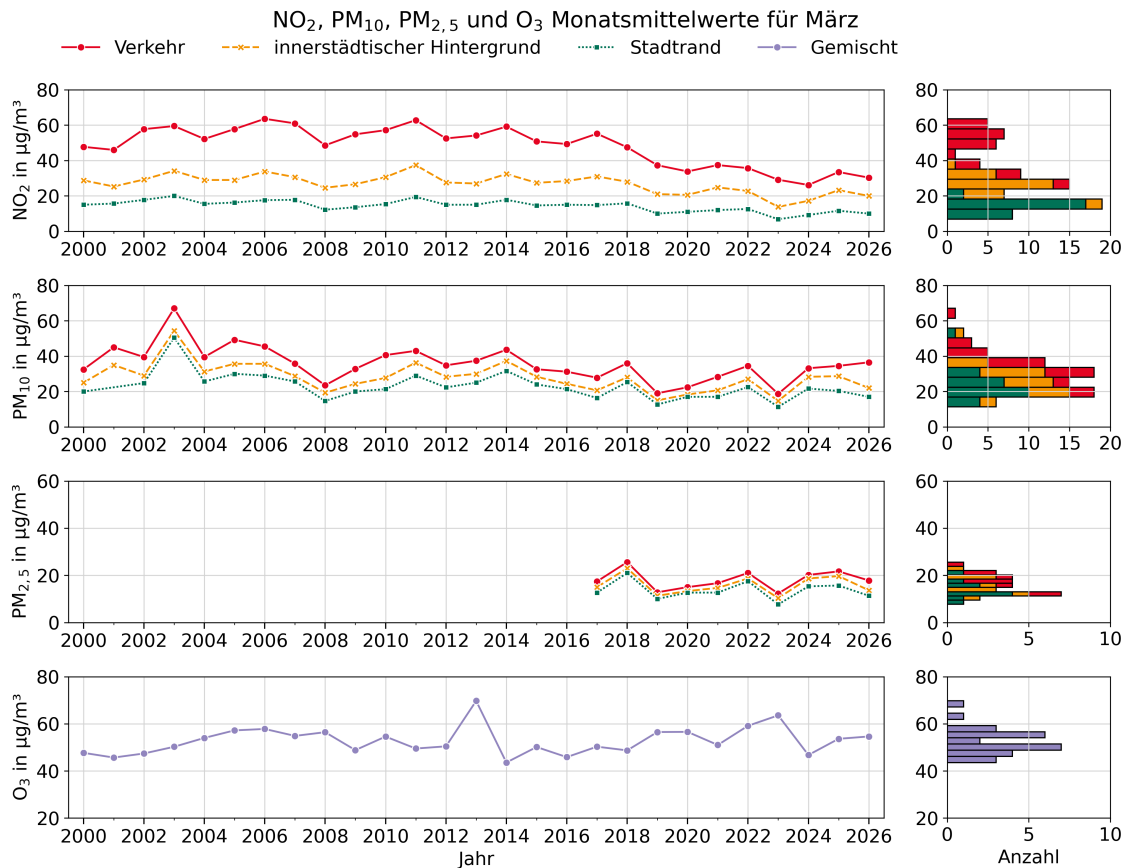 NO₂, PM₁₀, PM₂,₅ und O₃ Monatsmittelwerte für März
Verkehr innerstädtischer Hintergrund Stadtrand Gemischt
NO₂ in µg/m³
80
60
40
20
0
2000 2002 2004 2006 2008 2010 2012 2014 2016 2018 2020 2022 2024 2026
80
60
40
20
0
0 5 10 15 20
PM₁₀ in µg/m³
80
60
40
20
0
2000 2002 2004 2006 2008 2010 2012 2014 2016 2018 2020 2022 2024 2026
80
60
40
20
0
0 5 10 15 20
PM₂,₅ in µg/m³
60
40
20
0
2000 2002 2004 2006 2008 2010 2012 2014 2016 2018 2020 2022 2024 2026
60
40
20
0
0 5 10
O₃ in µg/m³
80
60
40
20
2000 2002 2004 2006 2008 2010 2012 2014 2016 2018 2020 2022 2024 2026
Jahr
80
60
40
20
0 5 10
Anzahl